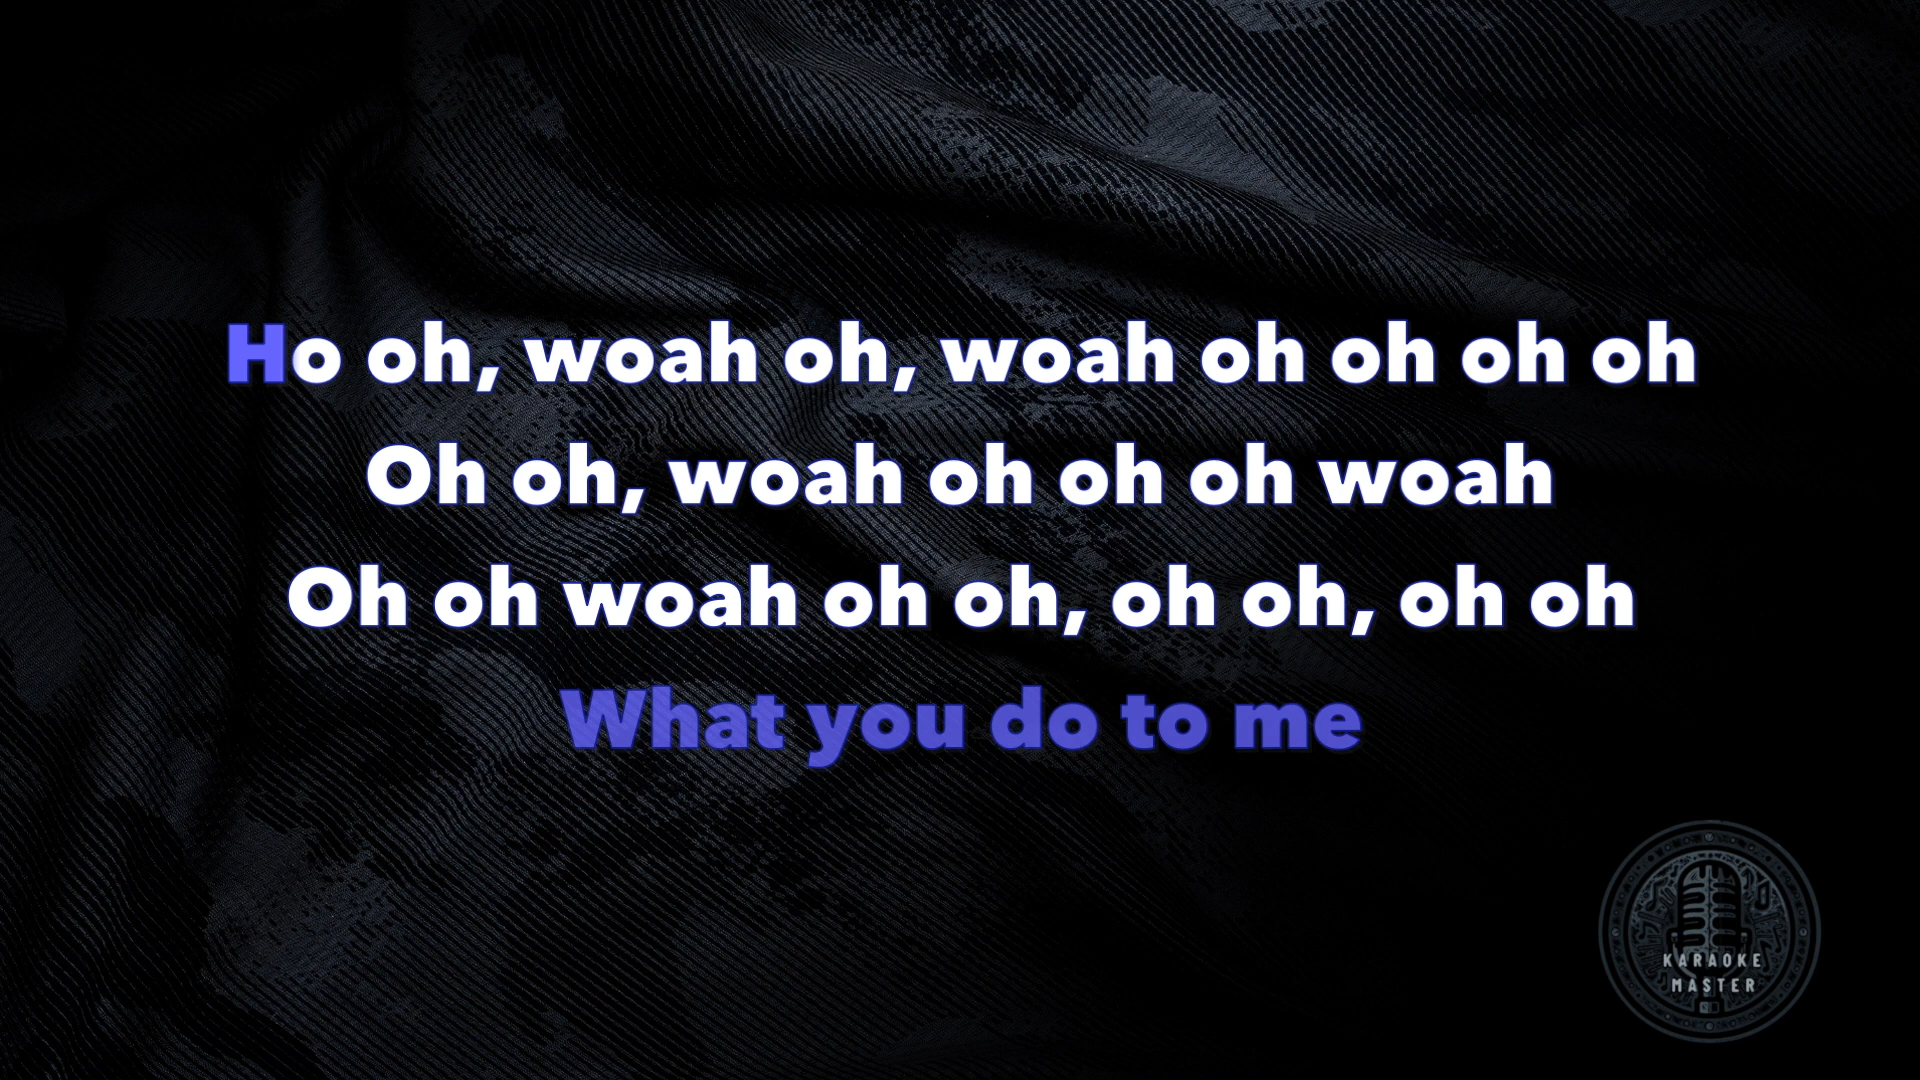 Ho oh, woah oh, woah oh oh oh oh
Oh oh, woah oh oh oh woah
Oh oh woah oh oh, oh oh, oh oh
What you do to me
KARAOKE
MASTER